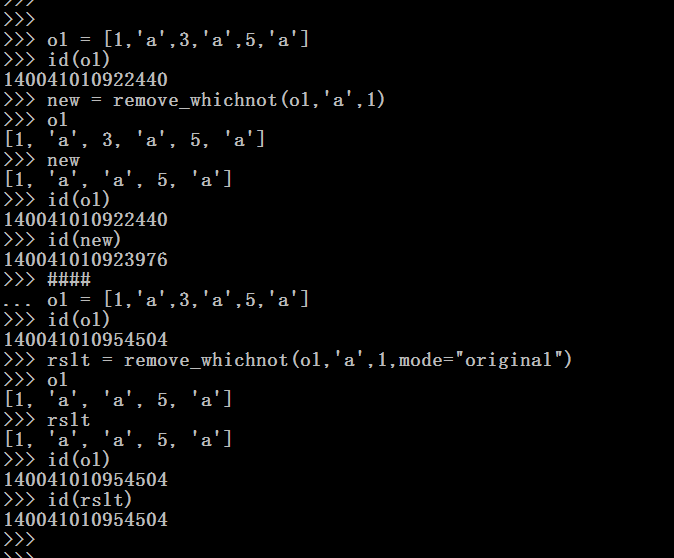 >>>
>>>
>>> ol = [1,'a',3,'a',5,'a']
>>> id(ol)
140041010922440
>>> new = remove_whichnot(ol,'a',1)
>>> ol
[1, 'a', 3, 'a', 5, 'a']
>>> new
[1, 'a', 'a', 5, 'a']
>>> id(ol)
140041010922440
>>> id(new)
140041010923976
>>> ####
... ol = [1,'a',3,'a',5,'a']
>>> id(ol)
140041010954504
>>> rslt = remove_whichnot(ol,'a',1,mode="original")
>>> ol
[1, 'a', 'a', 5, 'a']
>>> rslt
[1, 'a', 'a', 5, 'a']
>>> id(ol)
140041010954504
>>> id(rslt)
140041010954504
>>>
>>>